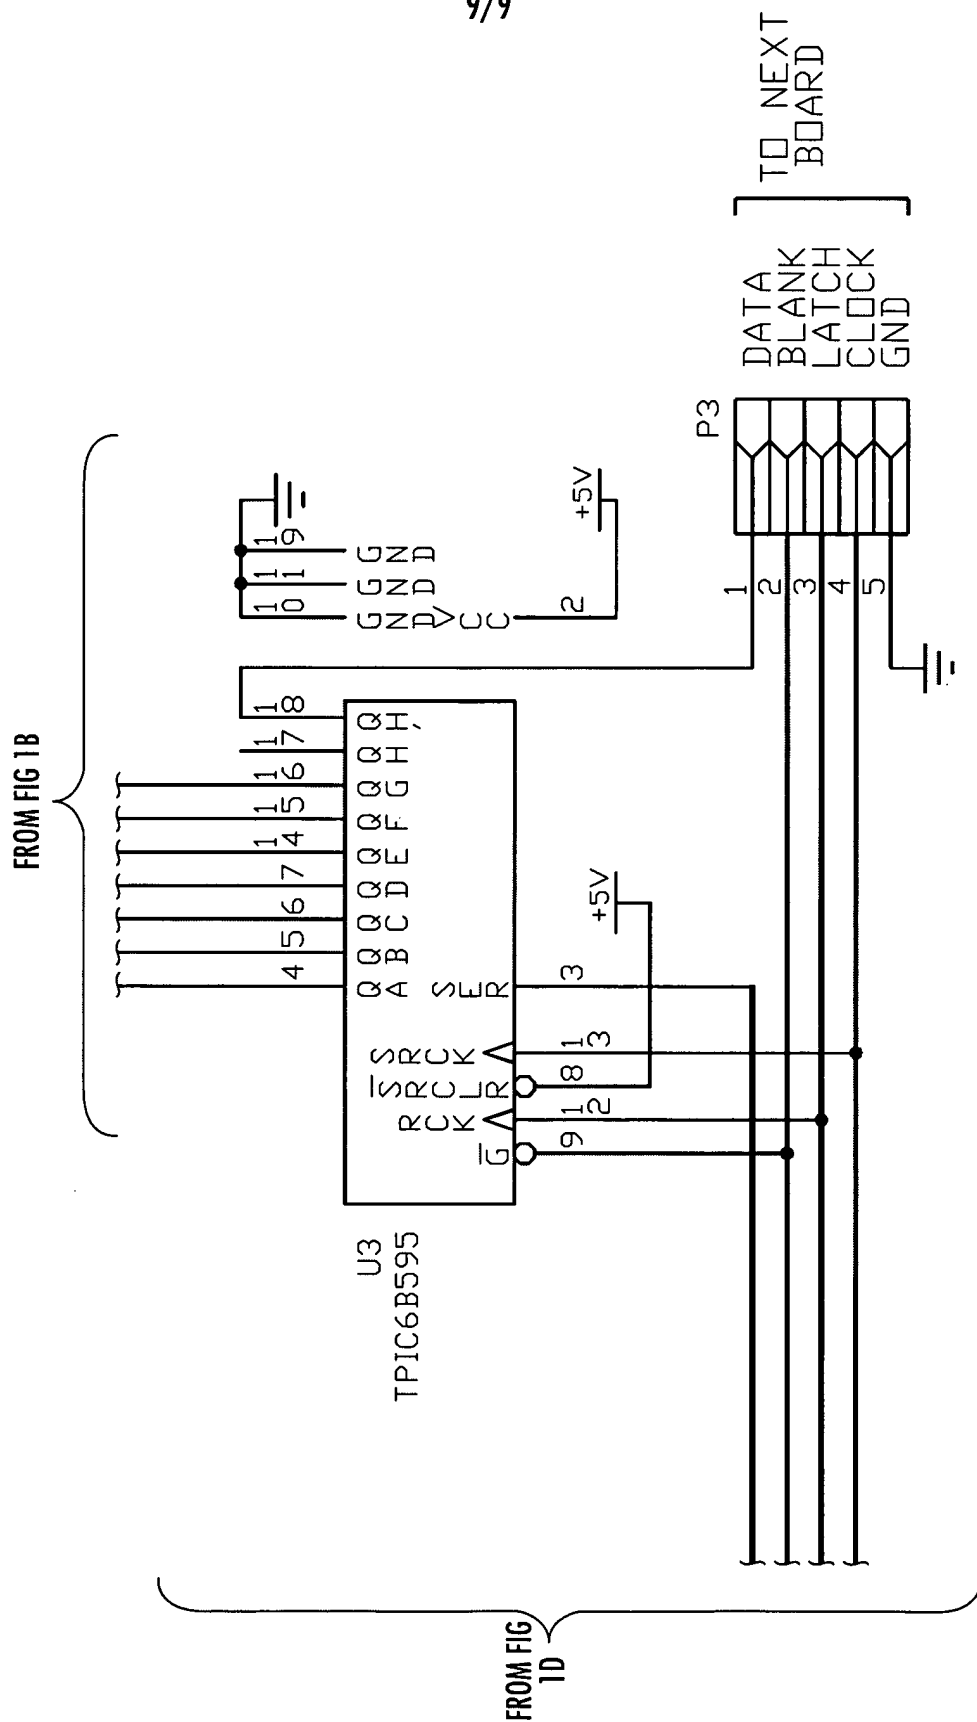 9/9
FROM FIG 1B
FROM FIG
1D
U3
TPIC6B595
4
5
6
7
14
15
16
17
18
10
11
19
QA
QB
QC
QD
QE
QF
QG
QH
QH'
GND
GND
GND
VCC
G
RCK
SRCLR
SRCK
SER
9
12
8
13
3
2
+5V
+5V
P3
1
2
3
4
5
DATA
BLANK
LATCH
CLOCK
GND
TO NEXT
BOARD